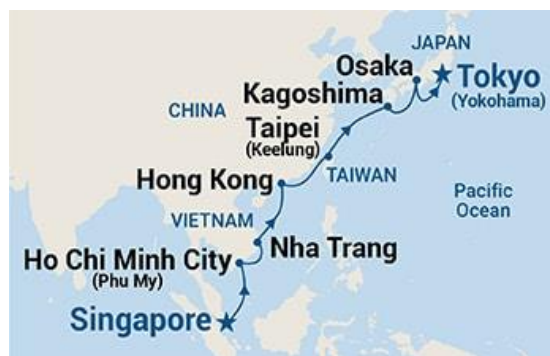 JAPAN
Osaka
Tokyo
(Yokohama)
Kagoshima
CHINA
Taipei
(Keelung)
TAIWAN
Hong Kong
Pacific
Ocean
VIETNAM
Nha Trang
Ho Chi Minh City
(Phu My)
Singapore